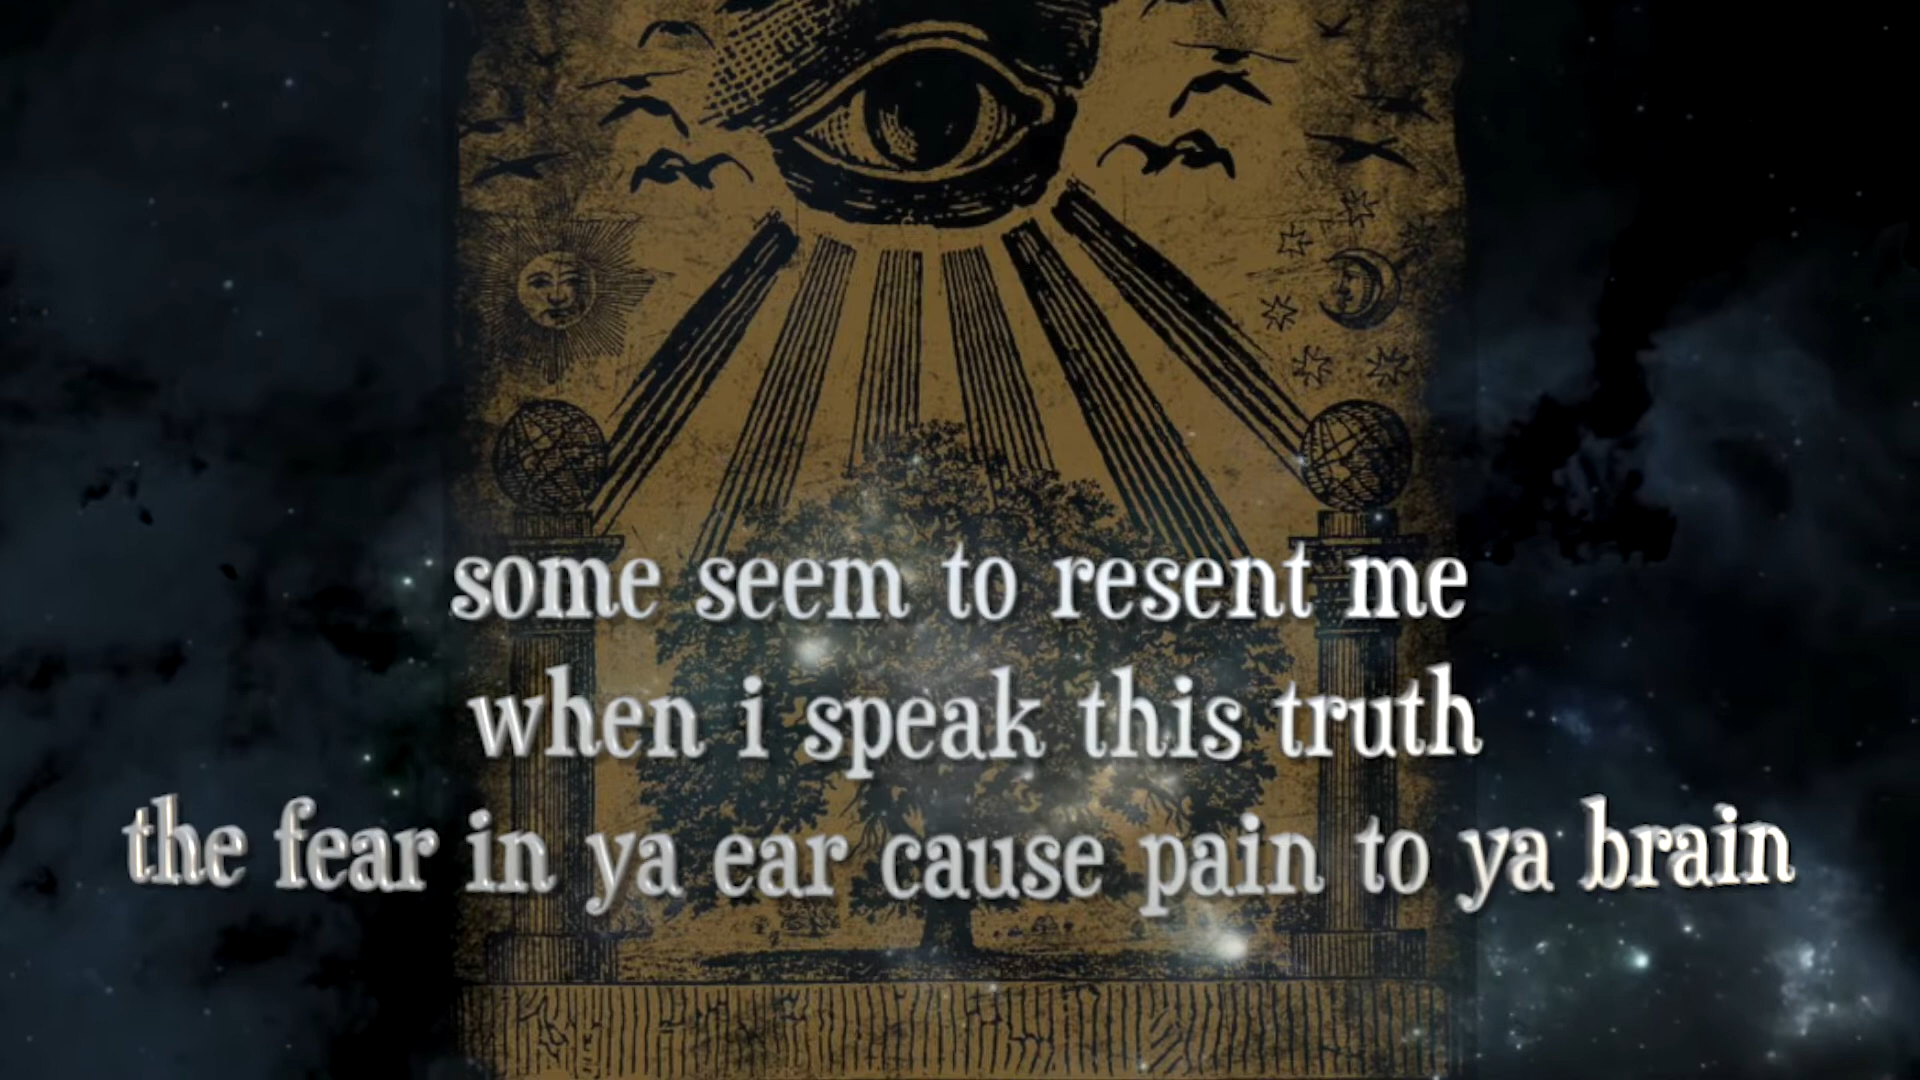 some seem to resent me
when i speak this truth
the fear in ya ear cause pain to ya brain